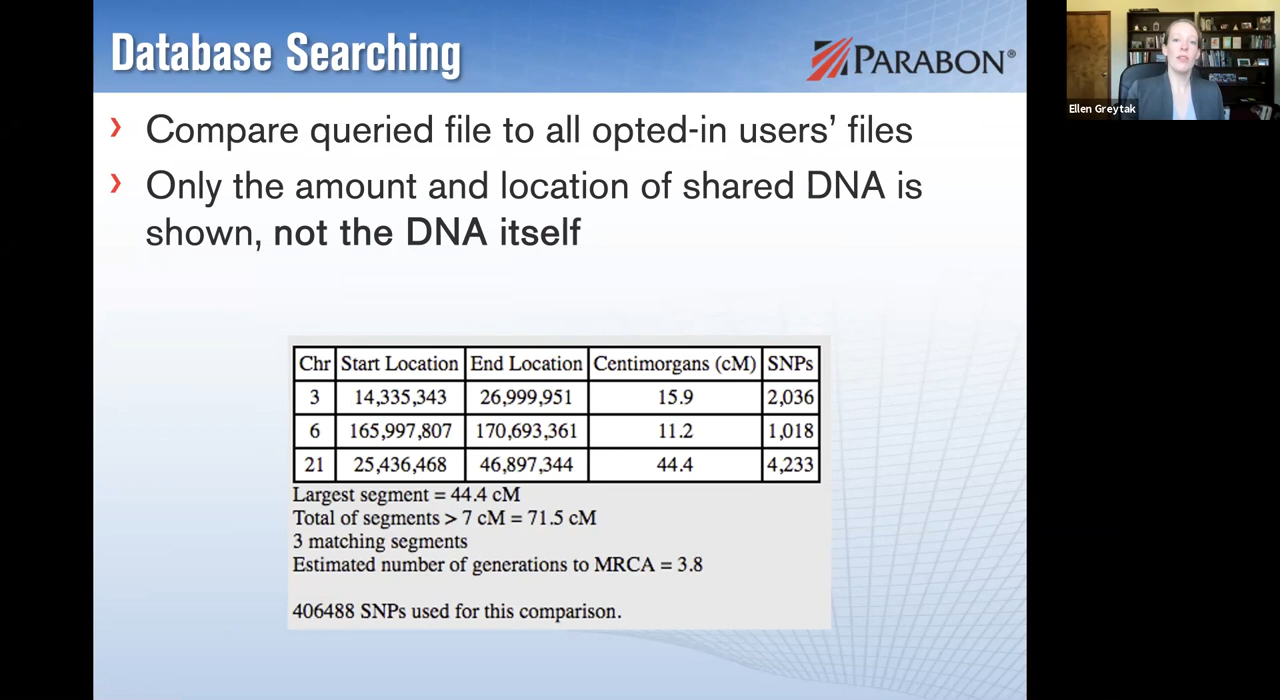 Database Searching
PARABON®
Ellen Greytak
› Compare queried file to all opted-in users’ files
› Only the amount and location of shared DNA is
shown, not the DNA itself
Chr Start Location End Location Centimorgans (cM) SNPs
3 14,335,343 26,999,951 15.9 2,036
6 165,997,807 170,693,361 11.2 1,018
21 25,436,468 46,897,344 44.4 4,233
Largest segment = 44.4 cM
Total of segments > 7 cM = 71.5 cM
3 matching segments
Estimated number of generations to MRCA = 3.8
406488 SNPs used for this comparison.